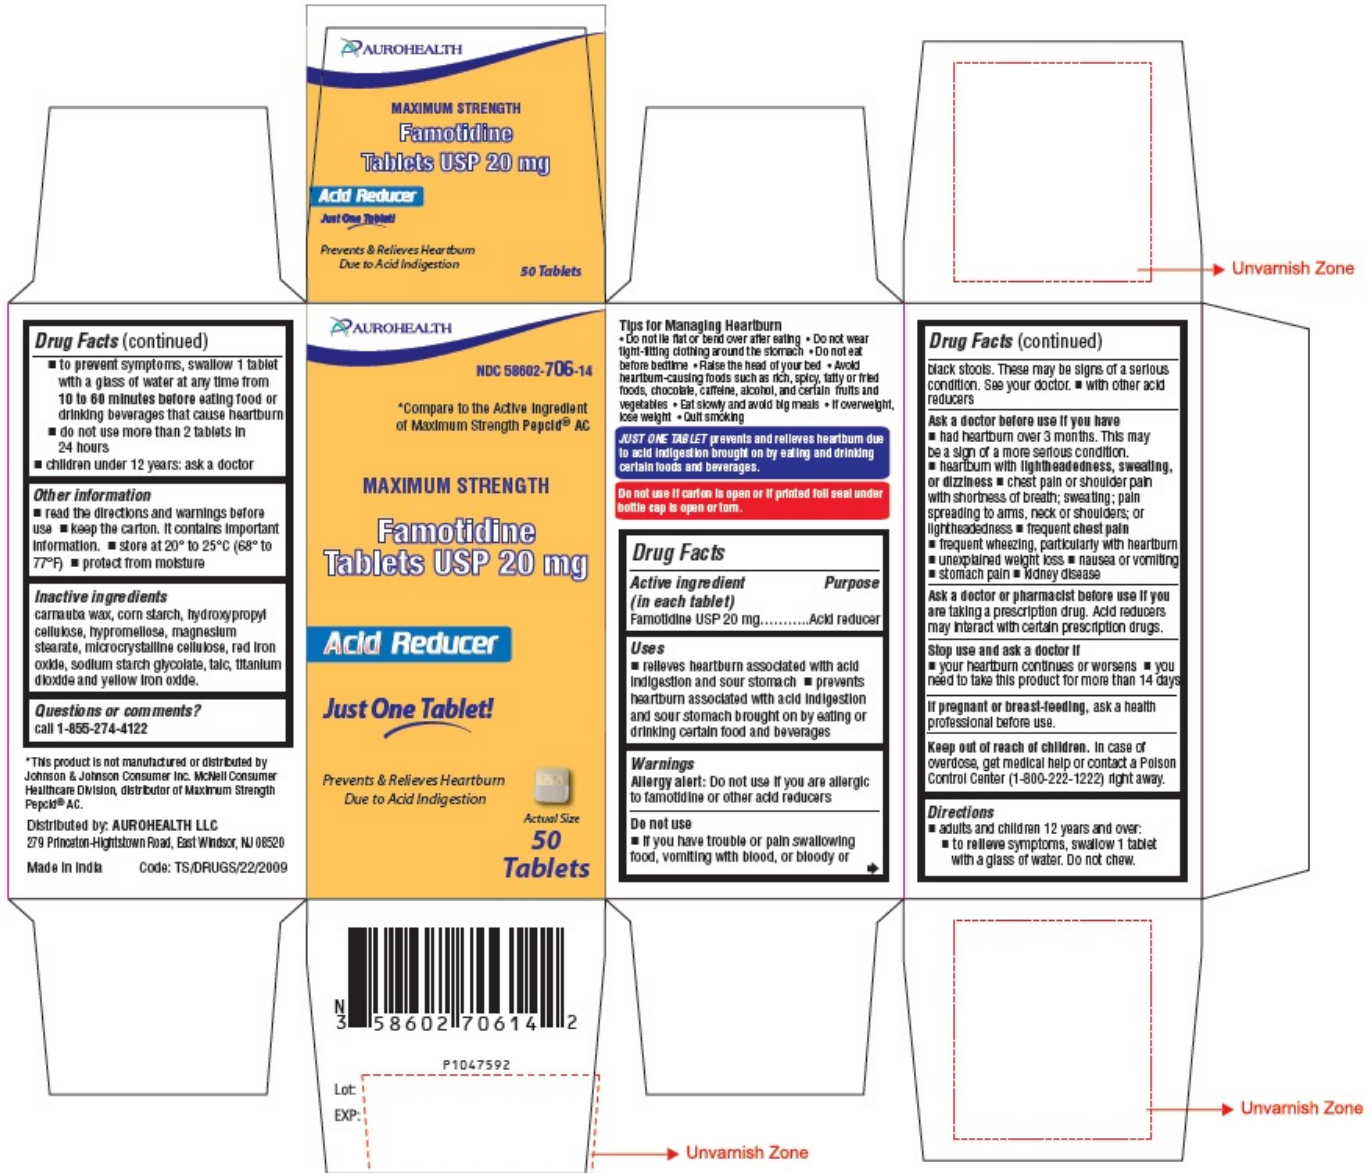 AUROHEALTH
MAXIMUM STRENGTH
Famotidine
Tablets USP 20 mg
Acid Reducer
Just One Tablet!
Prevents & Relieves Heartburn
Due to Acid Indigestion
50 Tablets
Unvarnish Zone
Drug Facts (continued)
■ to prevent symptoms, swallow 1 tablet
with a glass of water at any time from
10 to 60 minutes before eating food or
drinking beverages that cause heartburn
■ do not use more than 2 tablets in
24 hours
■ children under 12 years: ask a doctor
Other information
■ read the directions and warnings before
use ■ keep the carton. It contains important
information. ■ store at 20° to 25°C (68° to
77°F) ■ protect from moisture
Inactive ingredients
carnauba wax, corn starch, hydroxypropyl
cellulose, hypromellose, magnesium
stearate, microcrystalline cellulose, red iron
oxide, sodium starch glycolate, talc, titanium
dioxide and yellow iron oxide.
Questions or comments?
call 1-855-274-4122
*This product is not manufactured or distributed by
Johnson & Johnson Consumer Inc. McNeil Consumer
Healthcare Division, distributor of Maximum Strength
Pepcid® AC.
Distributed by: AUROHEALTH LLC
279 Princeton-Hightstown Road, East Windsor, NJ 08520
Made in India Code: TS/DRUGS/22/2009
AUROHEALTH
NDC 58602-706-14
*Compare to the Active Ingredient
of Maximum Strength Pepcid® AC
MAXIMUM STRENGTH
Famotidine
Tablets USP 20 mg
Acid Reducer
Just One Tablet!
Prevents & Relieves Heartburn
Due to Acid Indigestion
Actual Size
50
Tablets
Tips for Managing Heartburn
• Do not lie flat or bend over after eating • Do not wear
tight-fitting clothing around the stomach • Do not eat
before bedtime • Raise the head of your bed • Avoid
heartburn-causing foods such as rich, spicy, fatty or fried
foods, chocolate, caffeine, alcohol, and certain fruits and
vegetables • Eat slowly and avoid big meals • If overweight,
lose weight • Quit smoking
JUST ONE TABLET prevents and relieves heartburn due
to acid indigestion brought on by eating and drinking
certain foods and beverages.
Do not use if carton is open or if printed foil seal under
bottle cap is open or torn.
Drug Facts
Active ingredient Purpose
(in each tablet)
Famotidine USP 20 mg...........Acid reducer
Uses
■ relieves heartburn associated with acid
indigestion and sour stomach ■ prevents
heartburn associated with acid indigestion
and sour stomach brought on by eating or
drinking certain food and beverages
Warnings
Allergy alert: Do not use if you are allergic
to famotidine or other acid reducers
Do not use
■ if you have trouble or pain swallowing
food, vomiting with blood, or bloody or
Drug Facts (continued)
black stools. These may be signs of a serious
condition. See your doctor. ■ with other acid
reducers
Ask a doctor before use if you have
■ had heartburn over 3 months. This may
be a sign of a more serious condition.
■ heartburn with lightheadedness, sweating,
or dizziness ■ chest pain or shoulder pain
with shortness of breath; sweating; pain
spreading to arms, neck or shoulders; or
lightheadedness ■ frequent chest pain
■ frequent wheezing, particularly with heartburn
■ unexplained weight loss ■ nausea or vomiting
■ stomach pain ■ kidney disease
Ask a doctor or pharmacist before use if you
are taking a prescription drug. Acid reducers
may interact with certain prescription drugs.
Stop use and ask a doctor if
■ your heartburn continues or worsens ■ you
need to take this product for more than 14 days
If pregnant or breast-feeding, ask a health
professional before use.
Keep out of reach of children. In case of
overdose, get medical help or contact a Poison
Control Center (1-800-222-1222) right away.
Directions
■ adults and children 12 years and over:
■ to relieve symptoms, swallow 1 tablet
with a glass of water. Do not chew.
N
3 58602 70614 2
P1047592
Lot:
EXP:
Unvarnish Zone
Unvarnish Zone